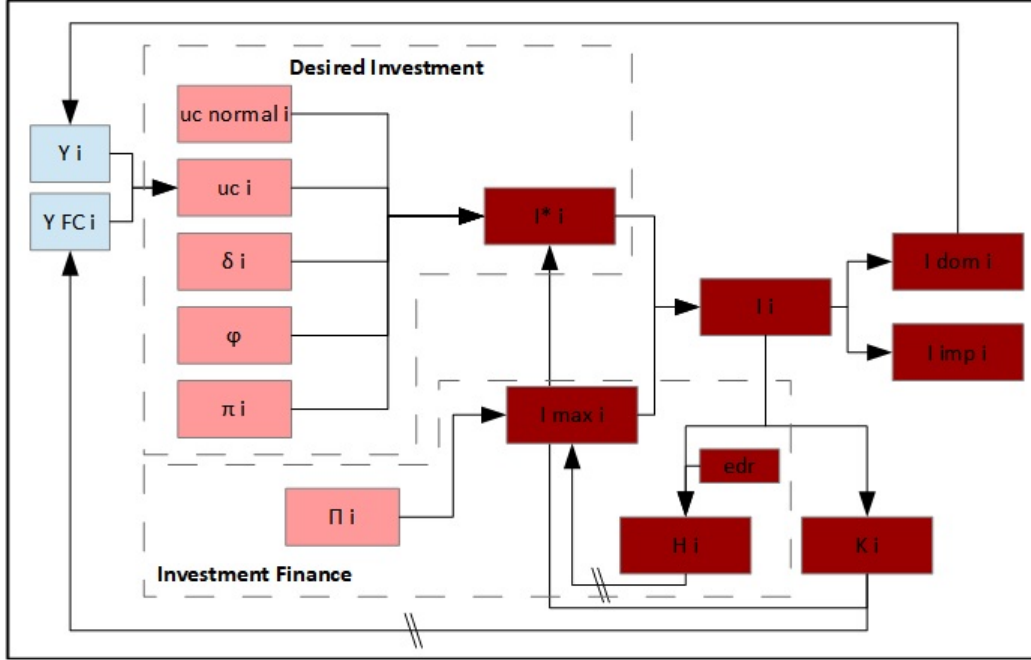 Desired Investment
uc normal i
Y i
uc i
Y FC i
I* i
δ i
I dom i
I i
φ
I imp i
π i
I max i
edr
Π i
H i
K i
Investment Finance